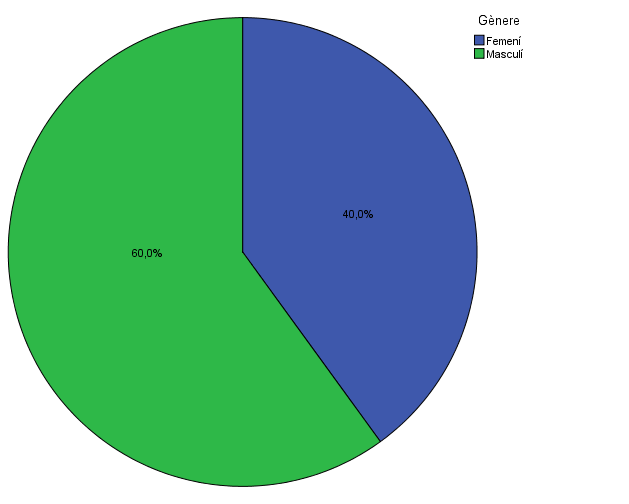 Gènere
Femení
Masculí
40,0%
60,0%